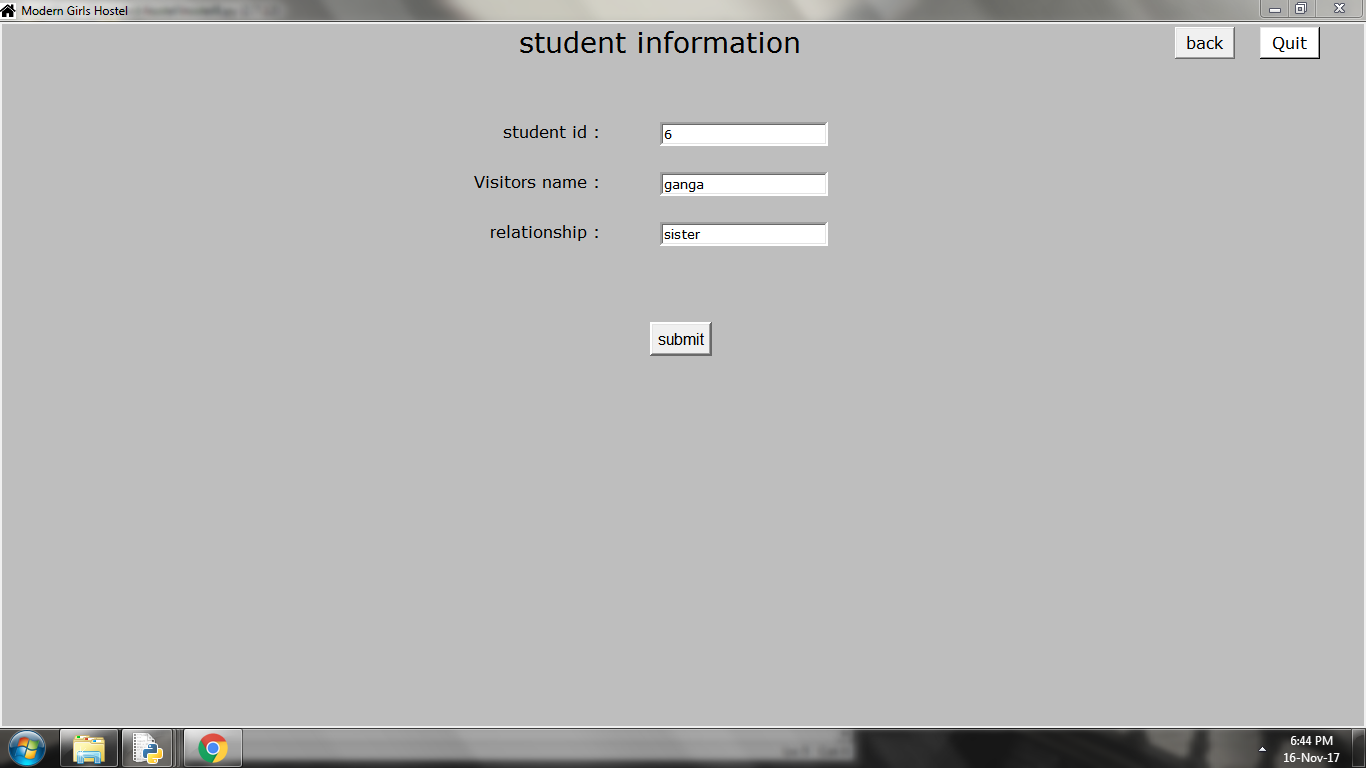 Modern Girls Hostel
student information
back
Quit
student id :
6
Visitors name :
ganga
relationship :
sister
submit
6:44 PM
16-Nov-17